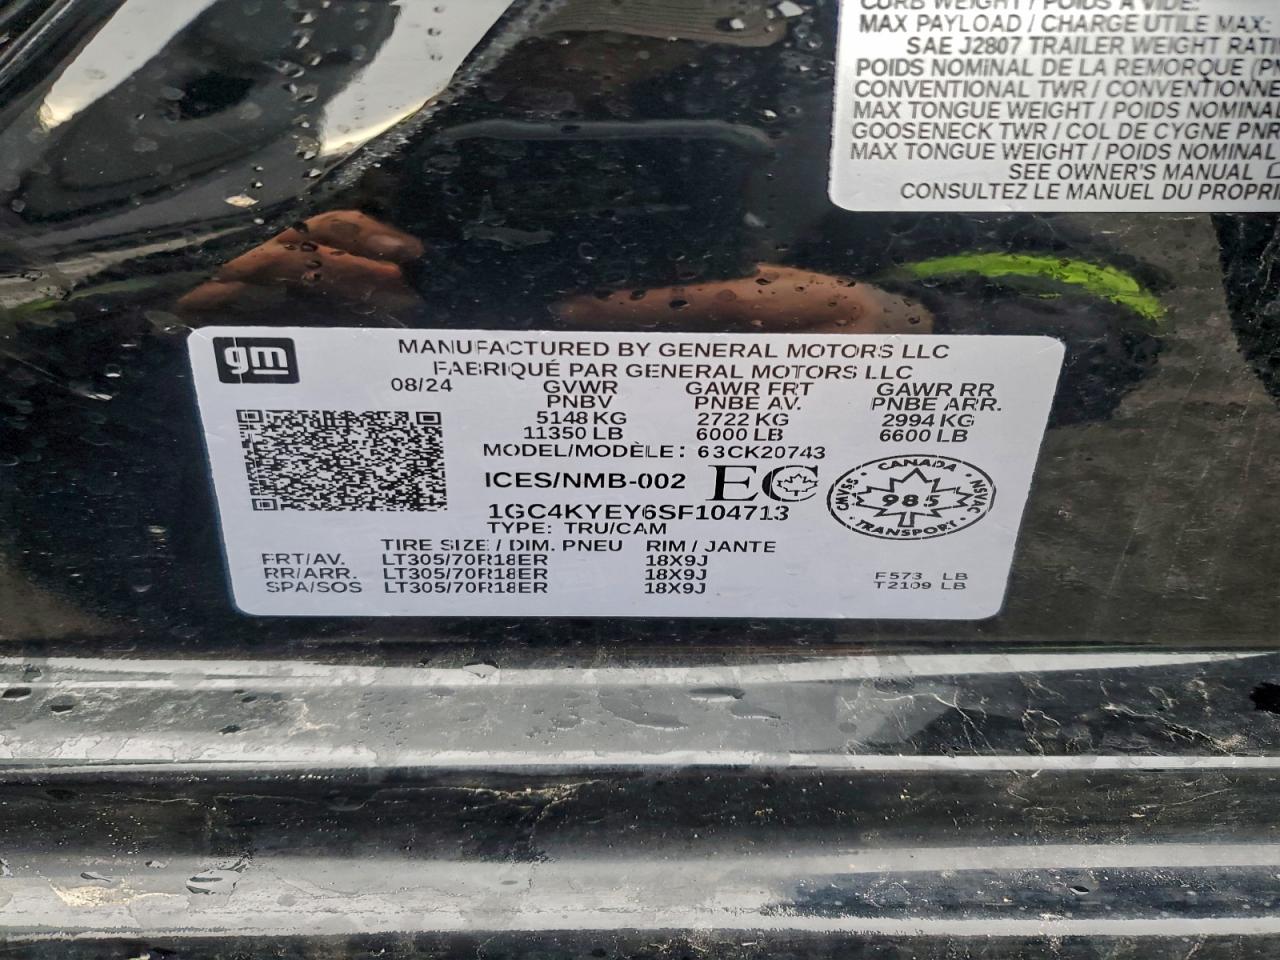 CURB WEIGHT / POIDS À VIDE:
MAX PAYLOAD / CHARGE UTILE MAX:
SAE J2807 TRAILER WEIGHT RATI
POIDS NOMINAL DE LA REMORQUE (PN
CONVENTIONAL TWR / CONVENTIONNE
MAX TONGUE WEIGHT / POIDS NOMINAL
GOOSENECK TWR / COL DE CYGNE PNR
MAX TONGUE WEIGHT / POIDS NOMINAL
SEE OWNER'S MANUAL
CONSULTEZ LE MANUEL DU PROPRI
gm
MANUFACTURED BY GENERAL MOTORS LLC
FABRIQUÉ PAR GENERAL MOTORS LLC
08/24 GVWR GAWR FRT GAWR RR
PNBV PNBE AV. PNBE ARR.
5148 KG 2722 KG 2994 KG
11350 LB 6000 LB 6600 LB
MODEL/MODÈLE: 63CK20743
ICES/NMB-002 EC
CANADA
CMVSS 985 NSVAC
TRANSPORT
1GC4KYEY6SF104713
TYPE: TRU/CAM
TIRE SIZE / DIM. PNEU RIM / JANTE
FRT/AV. LT305/70R18ER 18X9J
RR/ARR. LT305/70R18ER 18X9J
SPA/SOS LT305/70R18ER 18X9J
F573 LB
T2109 LB